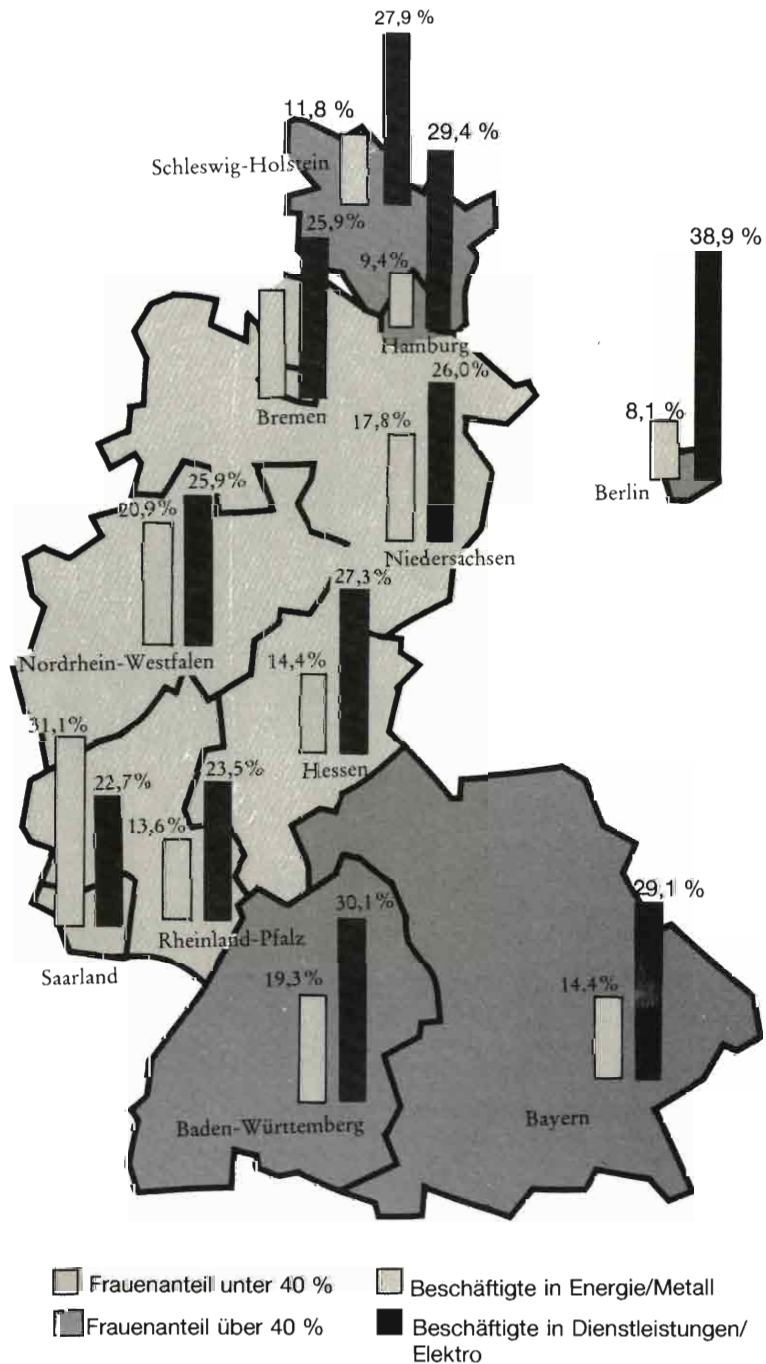 27,9 %
11,8 %
29,4 %
Schleswig-Holstein
25,9%
38,9 %
9,4%
Hamburg
26,0%
8,1 %
Bremen
17,8%
25,9%
Berlin
20,9%
Niedersachsen
27,3%
Nordrhein-Westfalen
14,4%
31,1%
Hessen
23,5%
22,7%
13,6%
29,1 %
30,1%
Rheinland-Pfalz
Saarland
19,3%
14,4%
Baden-Württemberg
Bayern
Frauenanteil unter 40 %
Beschäftigte in Energie/Metall
Frauenanteil über 40 %
Beschäftigte in Dienstleistungen/
Elektro